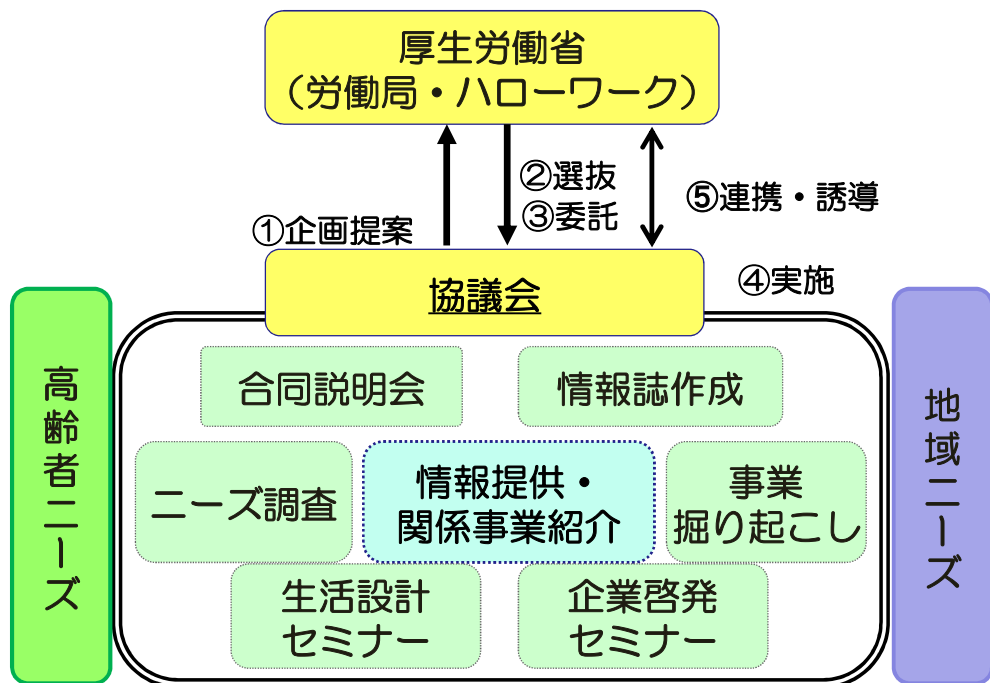 厚生労働省
（労働局・ハローワーク）
①企画提案
②選抜
③委託
⑤連携・誘導
協議会
④実施
高齢者ニーズ
合同説明会
情報誌作成
ニーズ調査
情報提供・
関係事業紹介
事業
掘り起こし
生活設計
セミナー
企業啓発
セミナー
地域ニーズ